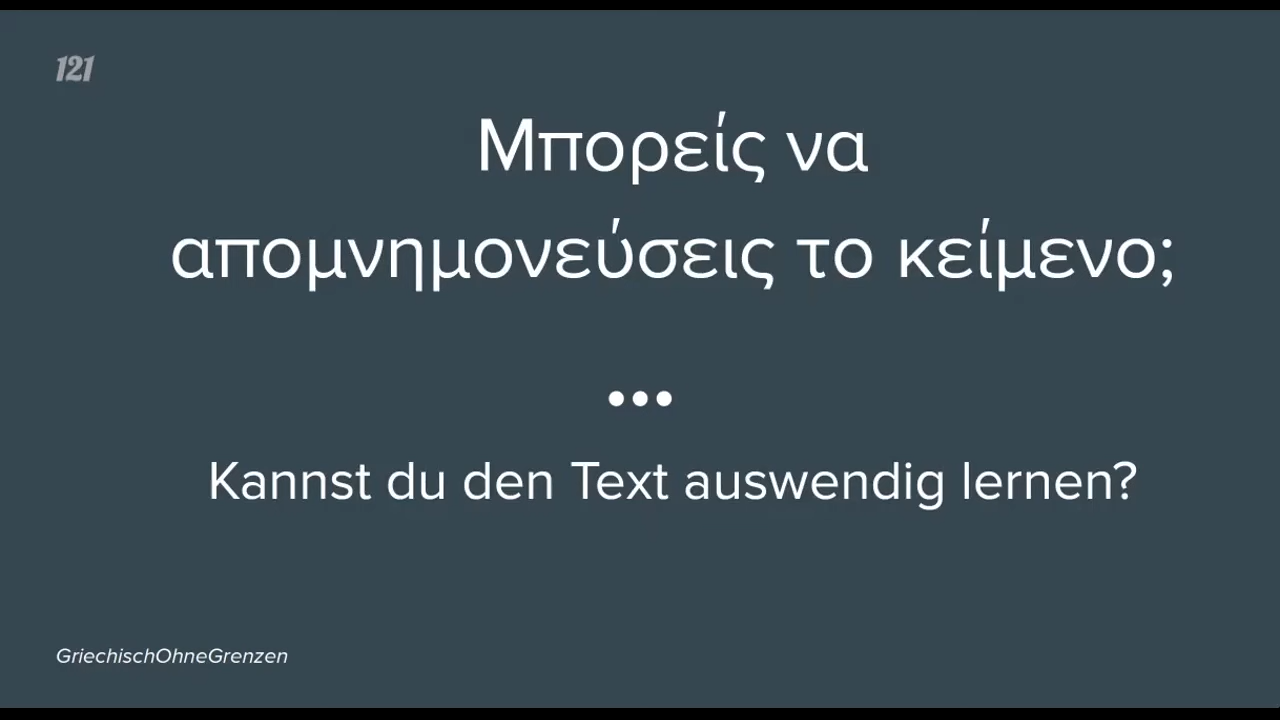 121
Μπορείς να
απομνημονεύσεις το κείμενο;
•••
Kannst du den Text auswendig lernen?
GriechischOhneGrenzen